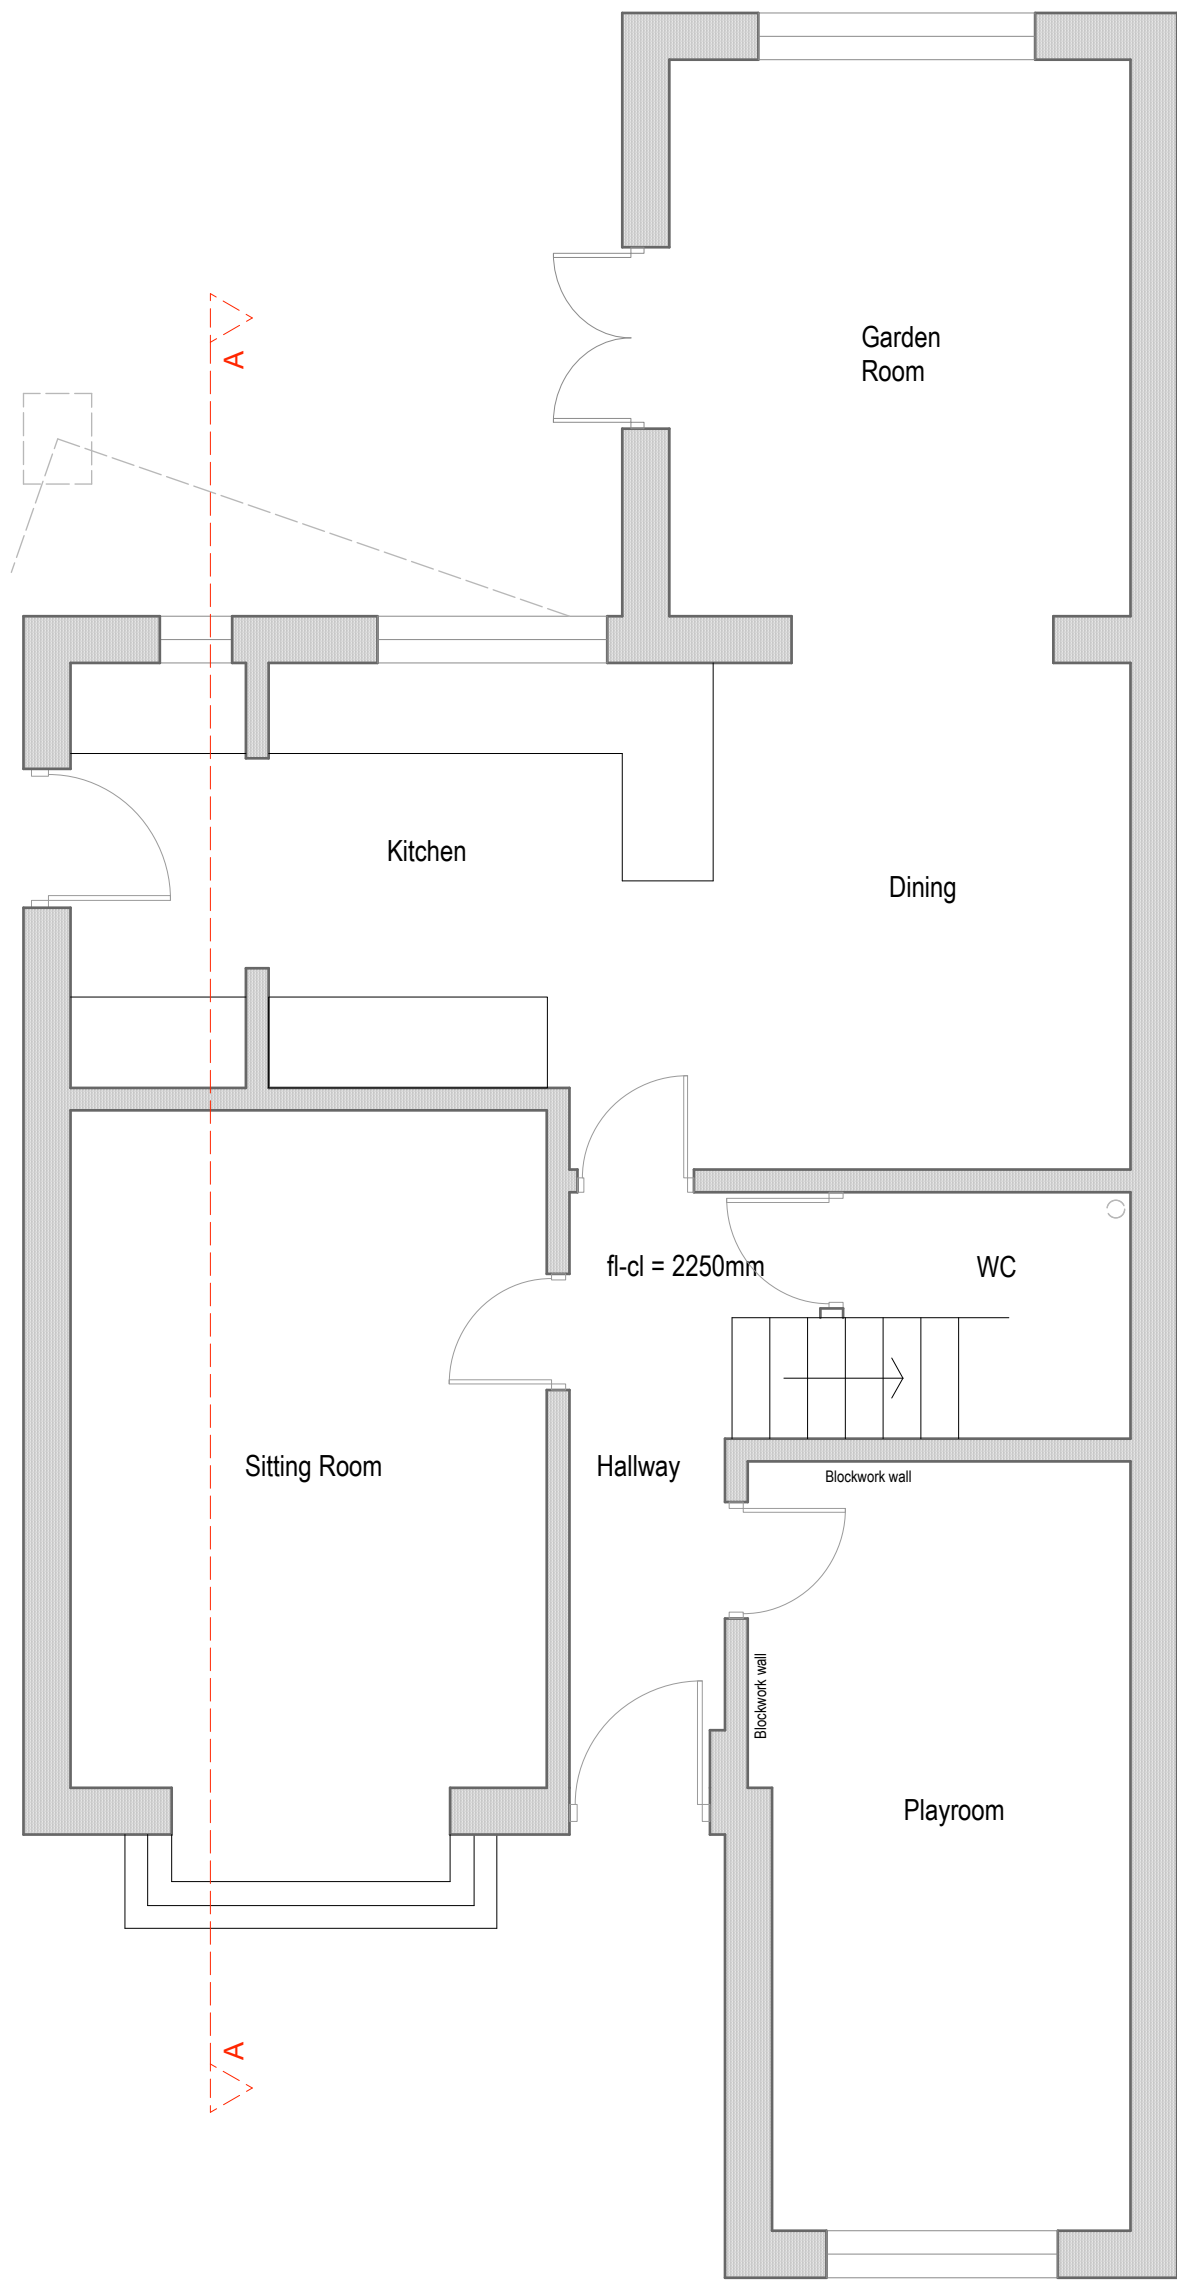 Garden
Room
A
Kitchen
Dining
fl-cl = 2250mm
WC
Sitting Room
Hallway
Blockwork wall
Blockwork wall
Playroom
A